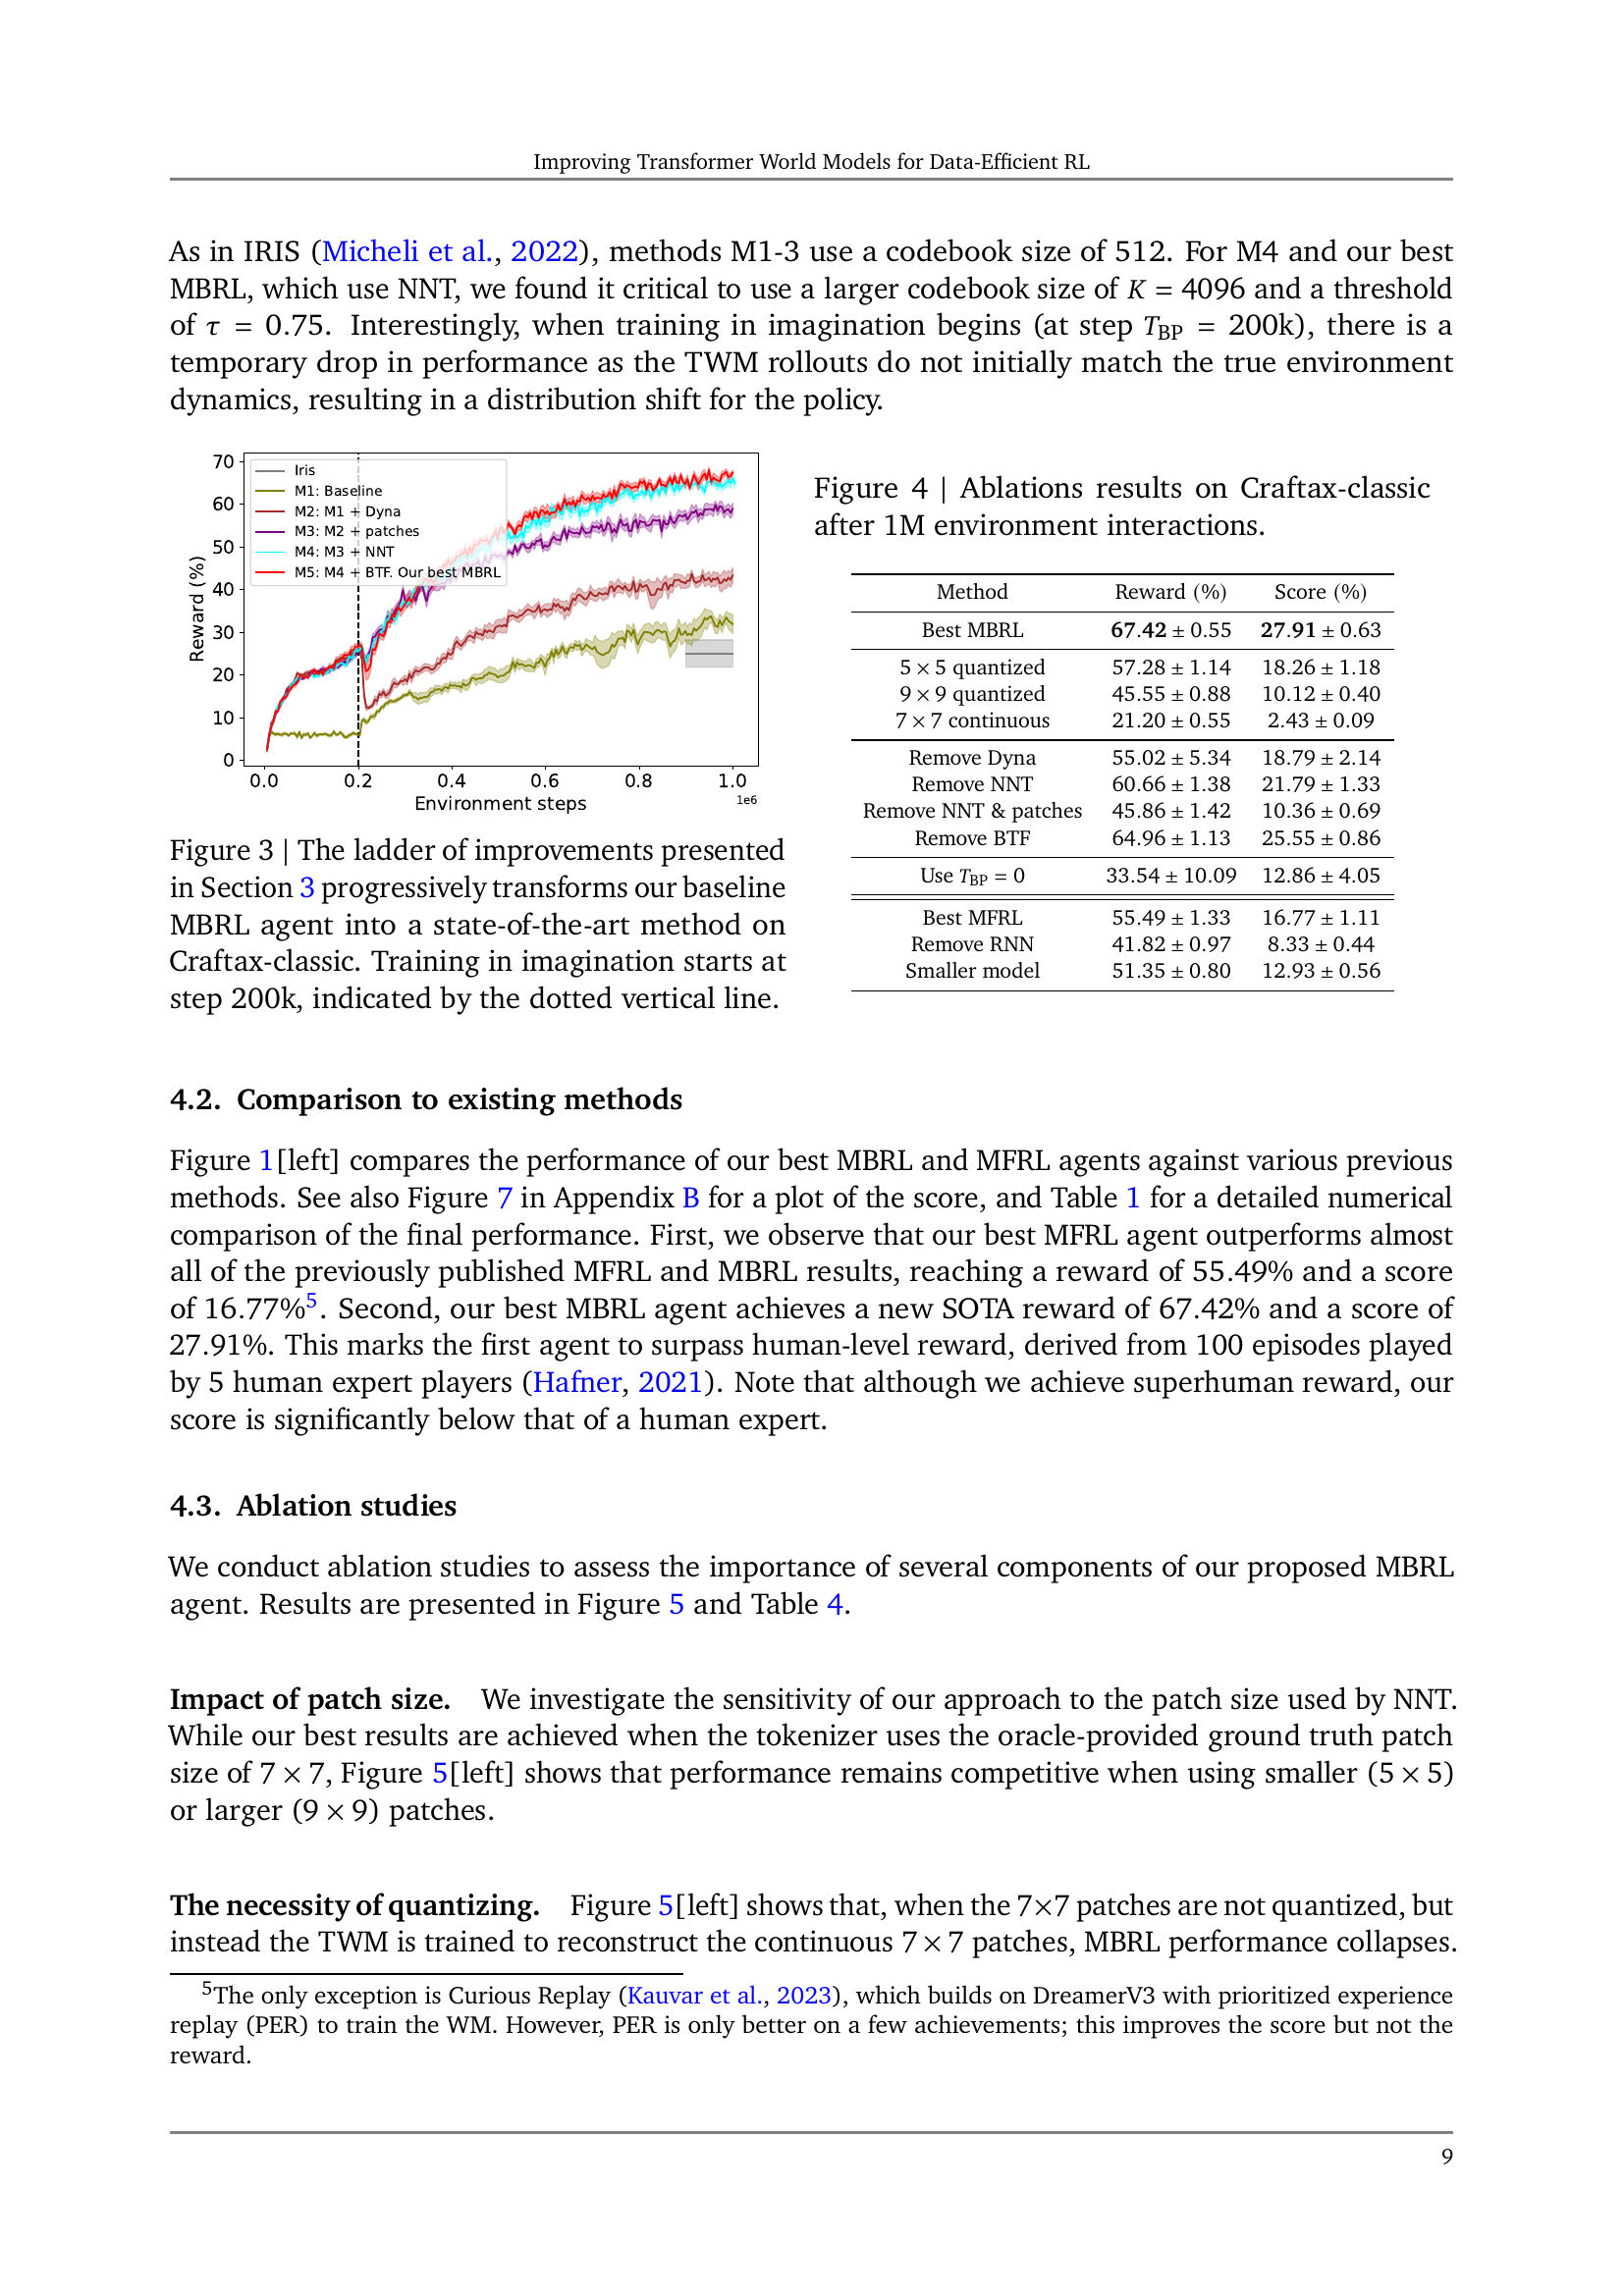 Improving Transformer World Models for Data-Efficient RL
As in IRIS (Micheli et al., 2022), methods M1-3 use a codebook size of 512. For M4 and our best
MBRL, which use NNT, we found it critical to use a larger codebook size of K = 4096 and a threshold
of τ = 0.75. Interestingly, when training in imagination begins (at step T_BP = 200k), there is a
temporary drop in performance as the TWM rollouts do not initially match the true environment
dynamics, resulting in a distribution shift for the policy.
Reward (%)
70
60
50
40
30
20
10
0
Iris
M1: Baseline
M2: M1 + Dyna
M3: M2 + patches
M4: M3 + NNT
M5: M4 + BTF. Our best MBRL
0.0 0.2 0.4 0.6 0.8 1.0
1e6
Environment steps
Figure 3 | The ladder of improvements presented
in Section 3 progressively transforms our baseline
MBRL agent into a state-of-the-art method on
Craftax-classic. Training in imagination starts at
step 200k, indicated by the dotted vertical line.
Figure 4 | Ablations results on Craftax-classic
after 1M environment interactions.
Method Reward (%) Score (%)
Best MBRL 67.42 ± 0.55 27.91 ± 0.63
5 × 5 quantized 57.28 ± 1.14 18.26 ± 1.18
9 × 9 quantized 45.55 ± 0.88 10.12 ± 0.40
7 × 7 continuous 21.20 ± 0.55 2.43 ± 0.09
Remove Dyna 55.02 ± 5.34 18.79 ± 2.14
Remove NNT 60.66 ± 1.38 21.79 ± 1.33
Remove NNT & patches 45.86 ± 1.42 10.36 ± 0.69
Remove BTF 64.96 ± 1.13 25.55 ± 0.86
Use T_BP = 0 33.54 ± 10.09 12.86 ± 4.05
Best MFRL 55.49 ± 1.33 16.77 ± 1.11
Remove RNN 41.82 ± 0.97 8.33 ± 0.44
Smaller model 51.35 ± 0.80 12.93 ± 0.56
4.2. Comparison to existing methods
Figure 1[left] compares the performance of our best MBRL and MFRL agents against various previous
methods. See also Figure 7 in Appendix B for a plot of the score, and Table 1 for a detailed numerical
comparison of the final performance. First, we observe that our best MFRL agent outperforms almost
all of the previously published MFRL and MBRL results, reaching a reward of 55.49% and a score
of 16.77%⁵. Second, our best MBRL agent achieves a new SOTA reward of 67.42% and a score of
27.91%. This marks the first agent to surpass human-level reward, derived from 100 episodes played
by 5 human expert players (Hafner, 2021). Note that although we achieve superhuman reward, our
score is significantly below that of a human expert.
4.3. Ablation studies
We conduct ablation studies to assess the importance of several components of our proposed MBRL
agent. Results are presented in Figure 5 and Table 4.
Impact of patch size. We investigate the sensitivity of our approach to the patch size used by NNT.
While our best results are achieved when the tokenizer uses the oracle-provided ground truth patch
size of 7 × 7, Figure 5[left] shows that performance remains competitive when using smaller (5 × 5)
or larger (9 × 9) patches.
The necessity of quantizing. Figure 5[left] shows that, when the 7×7 patches are not quantized, but
instead the TWM is trained to reconstruct the continuous 7 × 7 patches, MBRL performance collapses.
⁵The only exception is Curious Replay (Kauvar et al., 2023), which builds on DreamerV3 with prioritized experience
replay (PER) to train the WM. However, PER is only better on a few achievements; this improves the score but not the
reward.
9